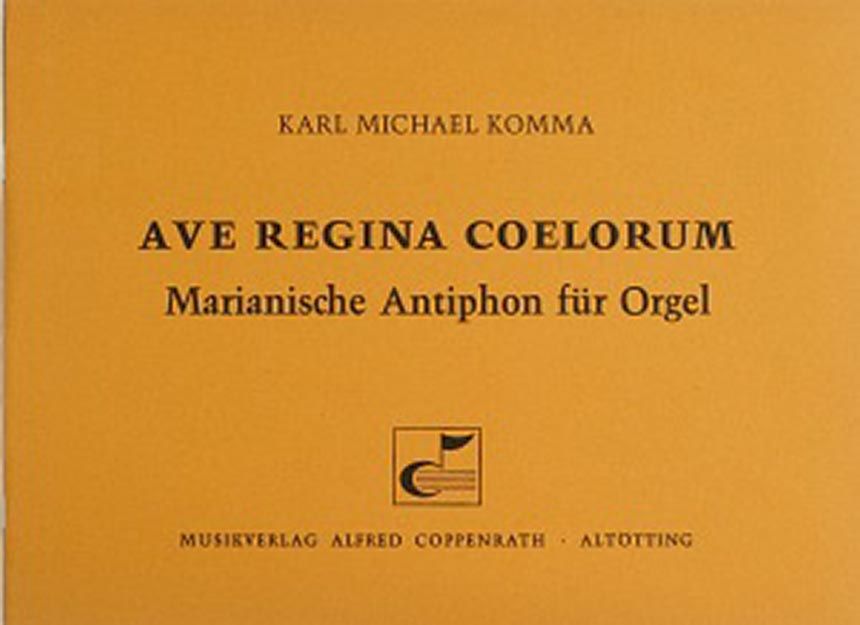 KARL MICHAEL KOMMA
AVE REGINA COELORUM
Marianische Antiphon für Orgel
MUSIKVERLAG ALFRED COPPENRATH · ALTÖTTING